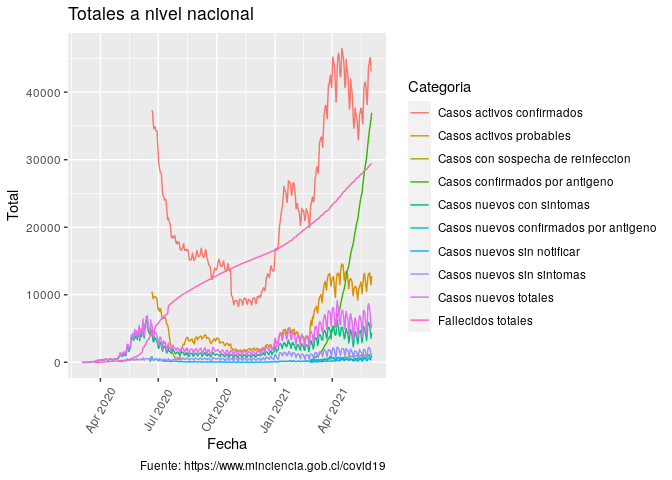 Totales a nivel nacional
Total
40000
30000
20000
10000
0
Apr 2020
Jul 2020
Oct 2020
Jan 2021
Apr 2021
Fecha
Fuente: https://www.minciencia.gob.cl/covid19
Categoria
Casos activos confirmados
Casos activos probables
Casos con sospecha de reinfeccion
Casos confirmados por antigeno
Casos nuevos con sintomas
Casos nuevos confirmados por antigeno
Casos nuevos sin notificar
Casos nuevos sin sintomas
Casos nuevos totales
Fallecidos totales